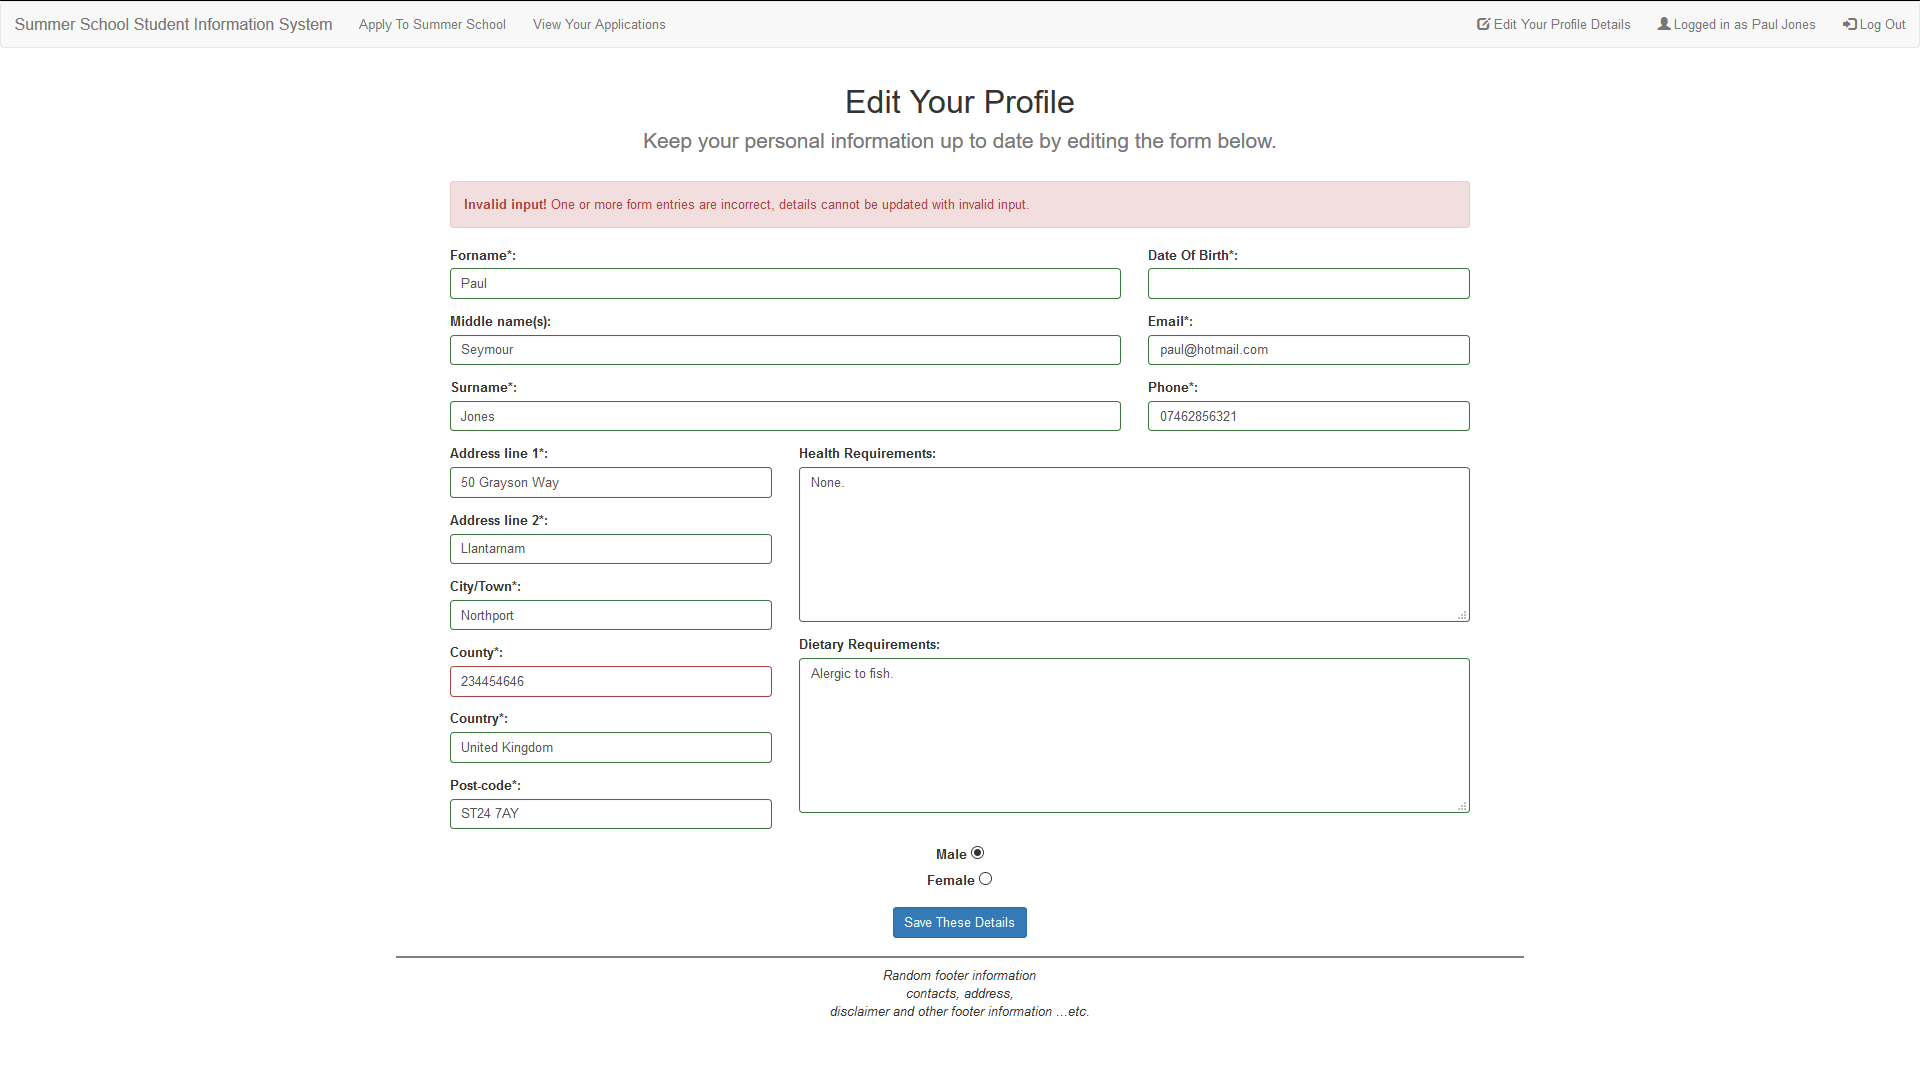 Summer School Student Information System Apply To Summer School View Your Applications Edit Your Profile Details Logged in as Paul Jones Log Out
Edit Your Profile
Keep your personal information up to date by editing the form below.
Invalid input! One or more form entries are incorrect, details cannot be updated with invalid input.
Forname*:
Paul
Date Of Birth*:
Middle name(s):
Seymour
Email*:
paul@hotmail.com
Surname*:
Jones
Phone*:
07462856321
Address line 1*:
50 Grayson Way
Address line 2*:
Llantarnam
City/Town*:
Northport
County*:
234454646
Country*:
United Kingdom
Post-code*:
ST24 7AY
Health Requirements:
None.
Dietary Requirements:
Alergic to fish.
Male
Female
Save These Details
Random footer information
contacts, address,
disclaimer and other footer information ...etc.